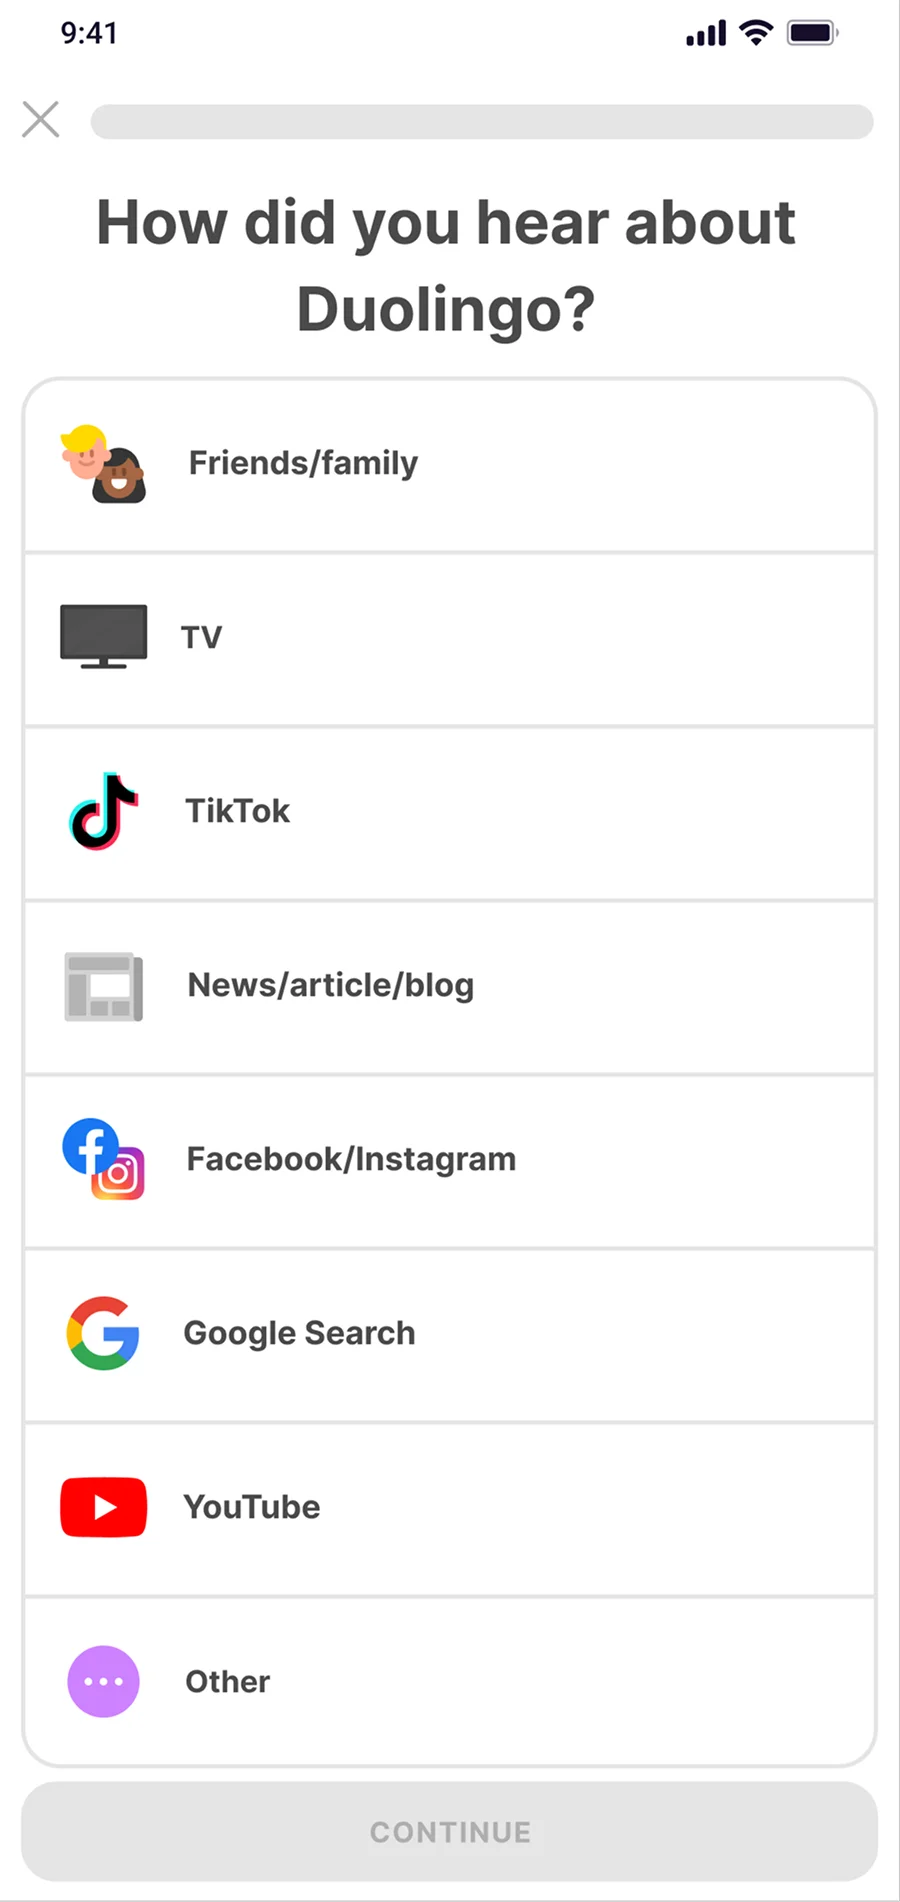 9:41
How did you hear about
Duolingo?
Friends/family
TV
TikTok
News/article/blog
Facebook/Instagram
Google Search
YouTube
Other
CONTINUE